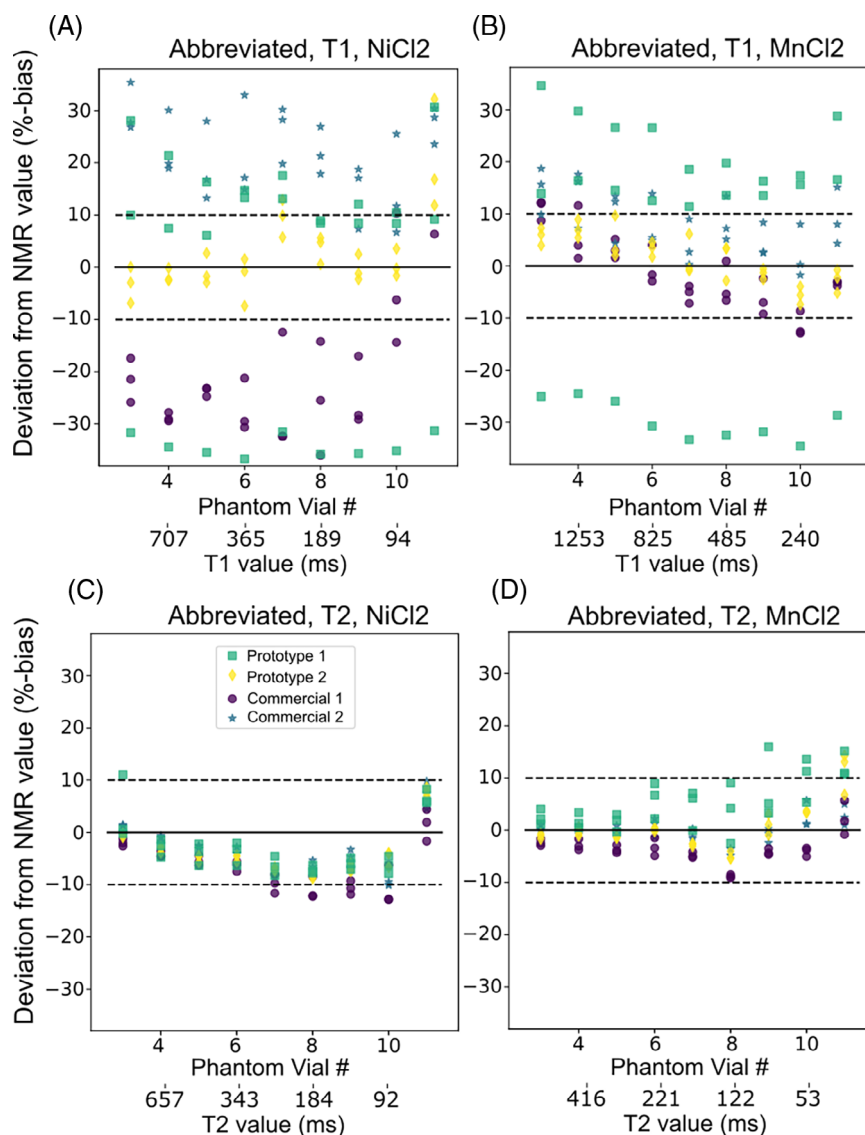 (A)
Abbreviated, T1, NiCl2
30
20
10
0
−10
−20
−30
Deviation from NMR value (%-bias)
4 6 8 10
Phantom Vial #
707 365 189 94
T1 value (ms)
(B)
Abbreviated, T1, MnCl2
30
20
10
0
−10
−20
−30
4 6 8 10
Phantom Vial #
1253 825 485 240
T1 value (ms)
(C)
Abbreviated, T2, NiCl2
Prototype 1
Prototype 2
Commercial 1
Commercial 2
30
20
10
0
−10
−20
−30
Deviation from NMR value (%-bias)
4 6 8 10
Phantom Vial #
657 343 184 92
T2 value (ms)
(D)
Abbreviated, T2, MnCl2
30
20
10
0
−10
−20
−30
4 6 8 10
Phantom Vial #
416 221 122 53
T2 value (ms)